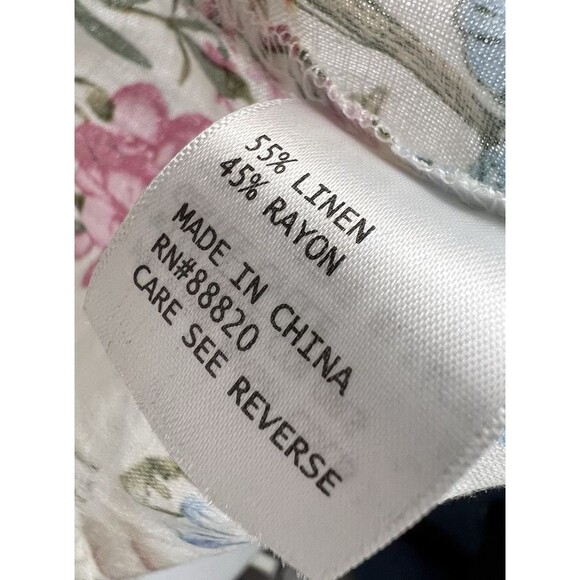 55% LINEN
45% RAYON
MADE IN CHINA
RN#88820
CARE SEE REVERSE